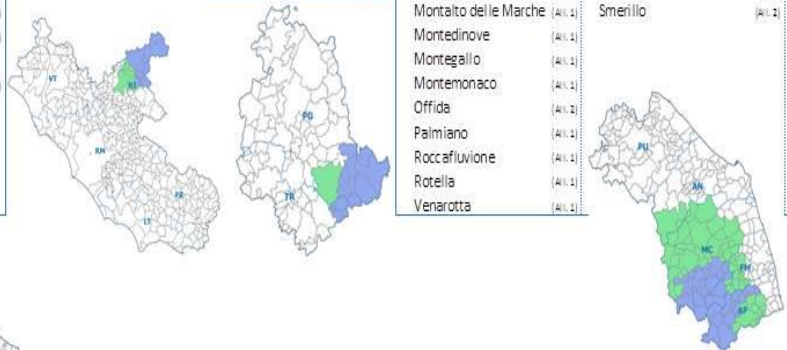 Montalto delle Marche (All. 1)
Montedinove (All. 1)
Montegallo (All. 1)
Montemonaco (All. 1)
Offida (All. 2)
Palmiano (All. 1)
Roccafluvione (All. 1)
Rotella (All. 1)
Venarotta (All. 1)
Smerillo (All. 2)
VT
RI
RM
FR
LT
PG
TR
PU
AN
MC
FM
AP